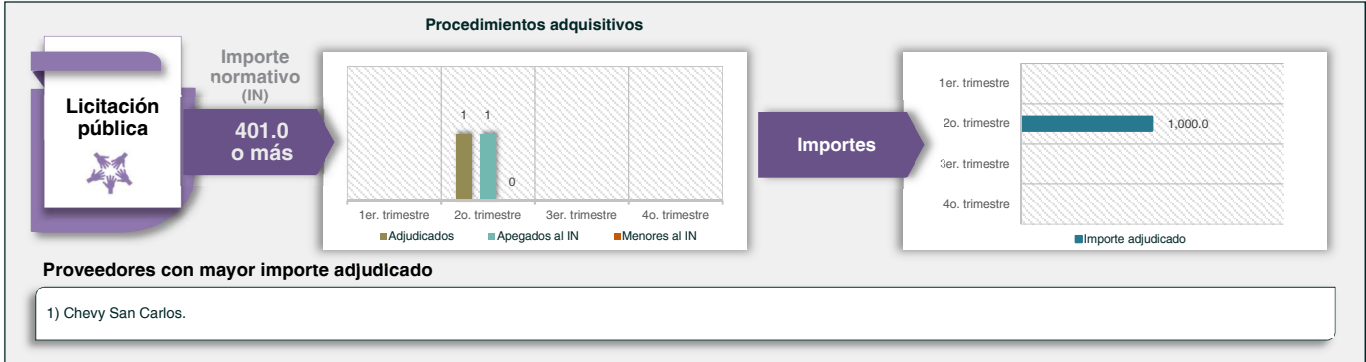 Procedimientos adquisitivos
Licitación
pública
Importe
normativo
(IN)
401.0
o más
1 1
0
1er. trimestre 2o. trimestre 3er. trimestre 4o. trimestre
Adjudicados Apegados al IN Menores al IN
Importes
1er. trimestre
2o. trimestre 1,000.0
3er. trimestre
4o. trimestre
Importe adjudicado
Proveedores con mayor importe adjudicado
1) Chevy San Carlos.